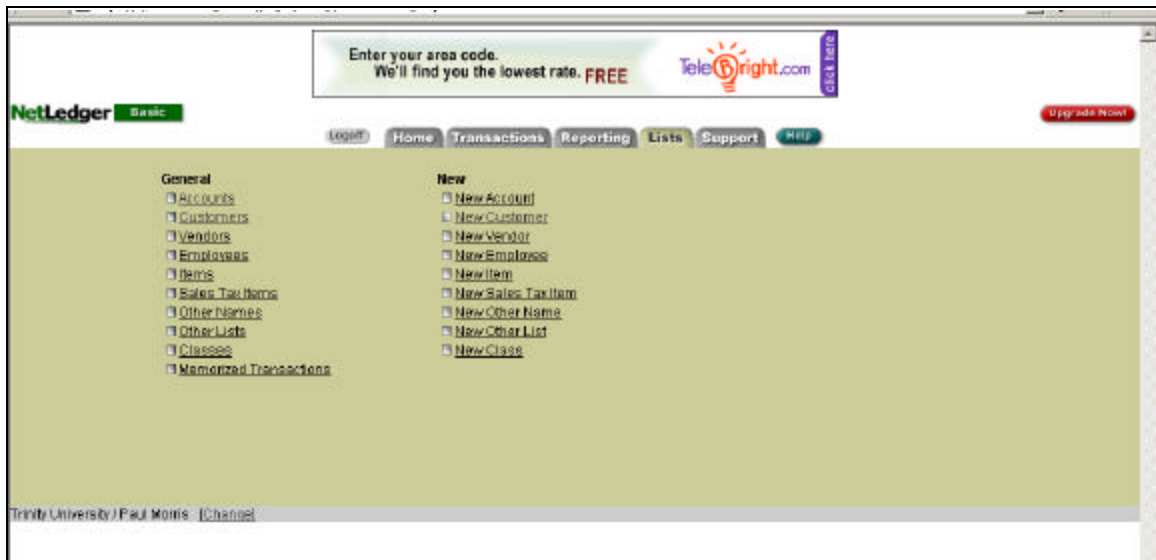 Enter your area code.
We'll find you the lowest rate. FREE
TeleBright.com
click here
NetLedger Basic
Upgrade Now!
Logoff Home Transactions Reporting Lists Support Help
General New
Accounts New Account
Customers New Customer
Vendors New Vendor
Employees New Employee
Items New Item
Sales Tax Items New Sales Tax Item
Other Names New Other Name
Other Lists New Other List
Classes New Class
Memorized Transactions
Trinity University / Paul Morris [Change]